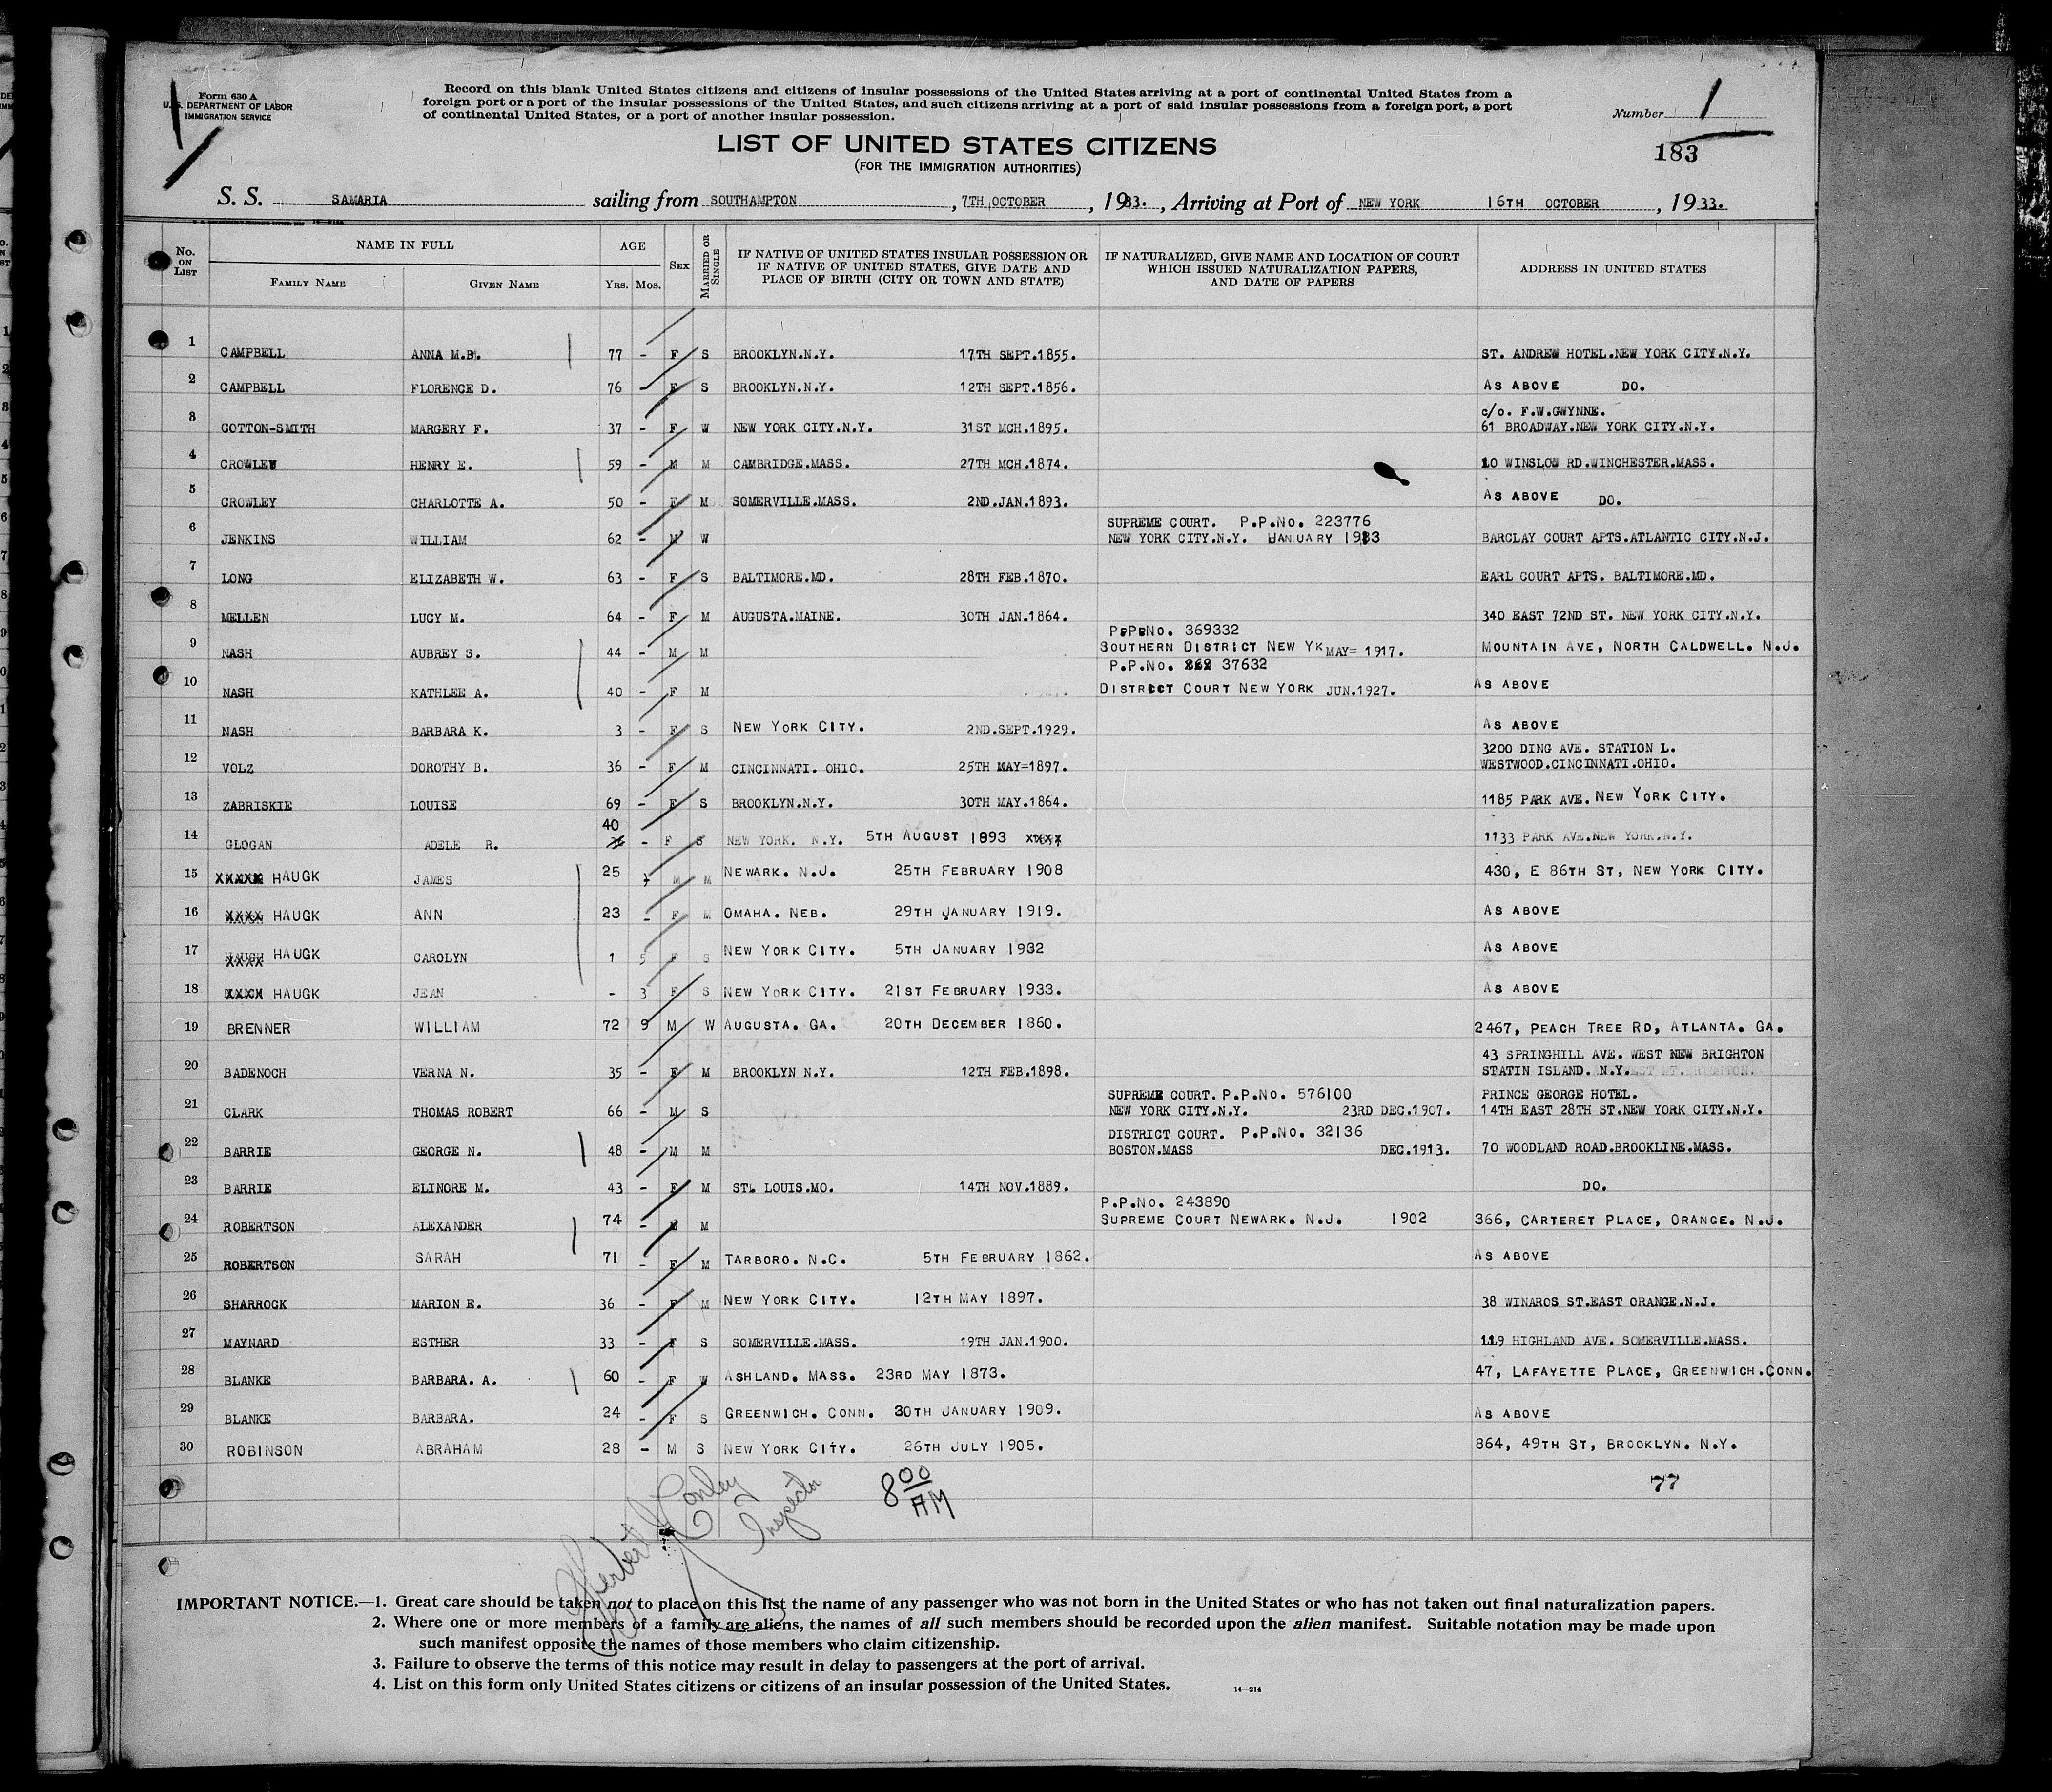 Form 630 A
U. S. DEPARTMENT OF LABOR
IMMIGRATION SERVICE
Record on this blank United States citizens and citizens of insular possessions of the United States arriving at a port of continental United States from a
foreign port or a port of the insular possessions of the United States, and such citizens arriving at a port of said insular possessions from a foreign port, a port
of continental United States, or a port of another insular possession.
Number 1
183
LIST OF UNITED STATES CITIZENS
(FOR THE IMMIGRATION AUTHORITIES)
S. S. SAMARIA sailing from SOUTHAMPTON, 7TH OCTOBER, 1933., Arriving at Port of NEW YORK 16TH OCTOBER, 1933.
No. ON LIST NAME IN FULL FAMILY NAME GIVEN NAME AGE YRS. MOS. SEX MARRIED OR SINGLE IF NATIVE OF UNITED STATES INSULAR POSSESSION OR IF NATIVE OF UNITED STATES, GIVE DATE AND PLACE OF BIRTH (CITY OR TOWN AND STATE) IF NATURALIZED, GIVE NAME AND LOCATION OF COURT WHICH ISSUED NATURALIZATION PAPERS, AND DATE OF PAPERS ADDRESS IN UNITED STATES
1 CAMPBELL ANNA M.B. 77 - F S BROOKLYN.N.Y. 17TH SEPT.1855. ST. ANDREW HOTEL.NEW YORK CITY.N.Y.
2 CAMPBELL FLORENCE D. 76 - F S BROOKLYN.N.Y. 12TH SEPT.1856. AS ABOVE DO.
c/o. F.W.GWYNNE.
3 COTTON-SMITH MARGERY F. 37 - F W NEW YORK CITY.N.Y. 31ST MCH.1895. 61 BROADWAY.NEW YORK CITY.N.Y.
4 CROWLEW HENRY E. 59 - M M CAMBRIDGE.MASS. 27TH MCH.1874. 10 WINSLOW RD.WINCHESTER.MASS.
5 CROWLEY CHARLOTTE A. 50 - F M SOMERVILLE.MASS. 2ND.JAN.1893. AS ABOVE DO.
SUPREME COURT. P.P.No. 223776
6 JENKINS WILLIAM 62 - M W NEW YORK CITY.N.Y. JANUARY 1933 BARCLAY COURT APTS.ATLANTIC CITY.N.J.
7 LONG ELIZABETH W. 63 - F S BALTIMORE.MD. 28TH FEB.1870. EARL COURT APTS. BALTIMORE.MD.
8 MELLEN LUCY M. 64 - F M AUGUSTA.MAINE. 30TH JAN.1864. 340 EAST 72ND ST. NEW YORK CITY.N.Y.
P.P.No. 369332
9 NASH AUBREY S. 44 - M M SOUTHERN DISTRICT NEW YK MAY= 1917. MOUNTAIN AVE, NORTH CALDWELL. N.J.
P.P.No. 37632
10 NASH KATHLEE A. 40 - F M DISTRICT COURT NEW YORK JUN.1927. AS ABOVE
11 NASH BARBARA K. 3 - F S NEW YORK CITY. 2ND.SEPT.1929. AS ABOVE
3200 DING AVE. STATION L.
12 VOLZ DOROTHY B. 36 - F M CINCINNATI. OHIO. 25TH MAY=1897. WESTWOOD.CINCINNATI.OHIO.
13 ZABRISKIE LOUISE 69 - F S BROOKLYN.N.Y. 30TH MAY.1864. 1185 PARK AVE. NEW YORK CITY.
14 GLOGAN ADELE R. 40 - F S NEW YORK. N.Y. 5TH AUGUST 1893 XXXX 1133 PARK AVE.NEW YORK.N.Y.
15 XXXXX HAUGK JAMES 25 7 M M NEWARK. N.J. 25TH FEBRUARY 1908 430, E 86TH ST, NEW YORK CITY.
16 XXXX HAUGK ANN 23 - F M OMAHA. NEB. 29TH JANUARY 1919. AS ABOVE
17 XXXX HAUGK CAROLYN 1 5 F S NEW YORK CITY. 5TH JANUARY 1932 AS ABOVE
18 XXXX HAUGK JEAN - 3 F S NEW YORK CITY. 21ST FEBRUARY 1933. AS ABOVE
19 BRENNER WILLIAM 72 9 M W AUGUSTA. GA. 20TH DECEMBER 1860. 2467, PEACH TREE RD, ATLANTA. GA.
43 SPRINGHILL AVE. WEST NEW BRIGHTON
20 BADENOCH VERNA N. 35 - F M BROOKLYN N.Y. 12TH FEB.1898. STATIN ISLAND. N.Y.
SUPREME COURT. P.P.No. 576100 PRINCE GEORGE HOTEL.
21 CLARK THOMAS ROBERT 66 - M S NEW YORK CITY.N.Y. 23RD DEC.1907. 14TH EAST 28TH ST.NEW YORK CITY.N.Y.
DISTRICT COURT. P.P.No. 32136
22 BARRIE GEORGE N. 48 - M M BOSTON.MASS DEC.1913. 70 WOODLAND ROAD.BROOKLINE.MASS.
23 BARRIE ELINORE M. 43 - F M ST. LOUIS.MO. 14TH NOV.1889. DO.
P.P.No. 243890
24 ROBERTSON ALEXANDER 74 - M M SUPREME COURT NEWARK. N.J. 1902 366, CARTERET PLACE, ORANGE. N.J.
25 ROBERTSON SARAH 71 - F M TARBORO. N.C. 5TH FEBRUARY 1862. AS ABOVE
26 SHARROCK MARION E. 36 - F M NEW YORK CITY. 12TH MAY 1897. 38 WINAROS ST.EAST ORANGE.N.J.
27 MAYNARD ESTHER 33 - F S SOMERVILLE.MASS. 19TH JAN.1900. 119 HIGHLAND AVE. SOMERVILLE.MASS.
28 BLANKE BARBARA. A. 60 - F W ASHLAND. MASS. 23RD MAY 1873. 47, LAFAYETTE PLACE, GREENWICH.CONN.
29 BLANKE BARBARA. 24 - F S GREENWICH. CONN. 30TH JANUARY 1909. AS ABOVE
30 ROBINSON ABRAHAM 28 - M S NEW YORK CITY. 26TH JULY 1905. 864, 49TH ST, BROOKLYN. N.Y.
Herbert Conley Inspector
8 00 AM
77
IMPORTANT NOTICE.—1. Great care should be taken not to place on this list the name of any passenger who was not born in the United States or who has not taken out final naturalization papers.
2. Where one or more members of a family are aliens, the names of all such members should be recorded upon the alien manifest. Suitable notation may be made upon
such manifest opposite the names of those members who claim citizenship.
3. Failure to observe the terms of this notice may result in delay to passengers at the port of arrival.
4. List on this form only United States citizens or citizens of an insular possession of the United States.
14—214